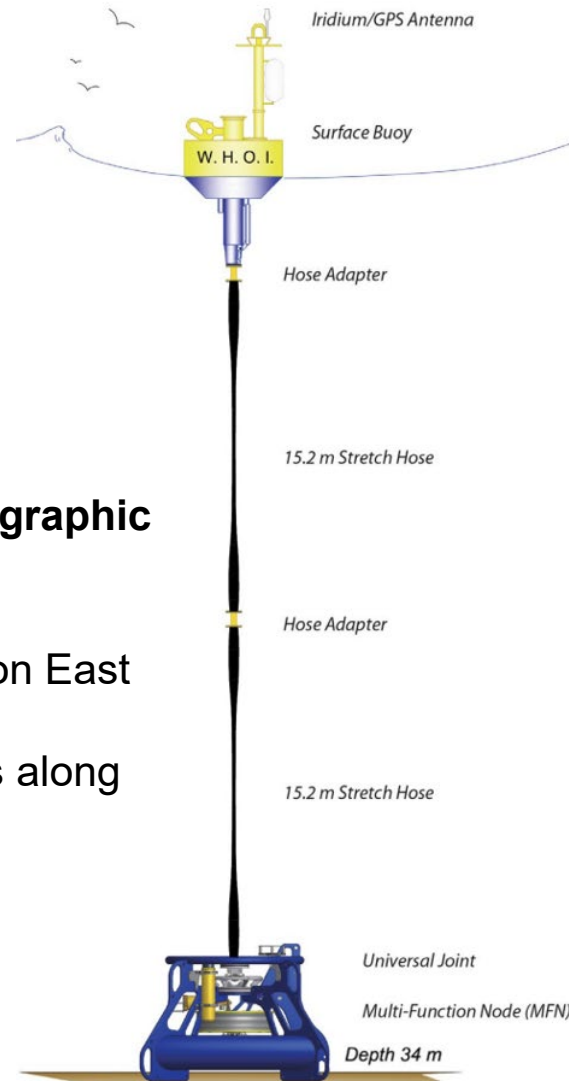 Iridium/GPS Antenna
Surface Buoy
W. H. O. I.
Hose Adapter
15.2 m Stretch Hose
graphic
Hose Adapter
on East
s along
15.2 m Stretch Hose
Universal Joint
Multi-Function Node (MFN)
Depth 34 m